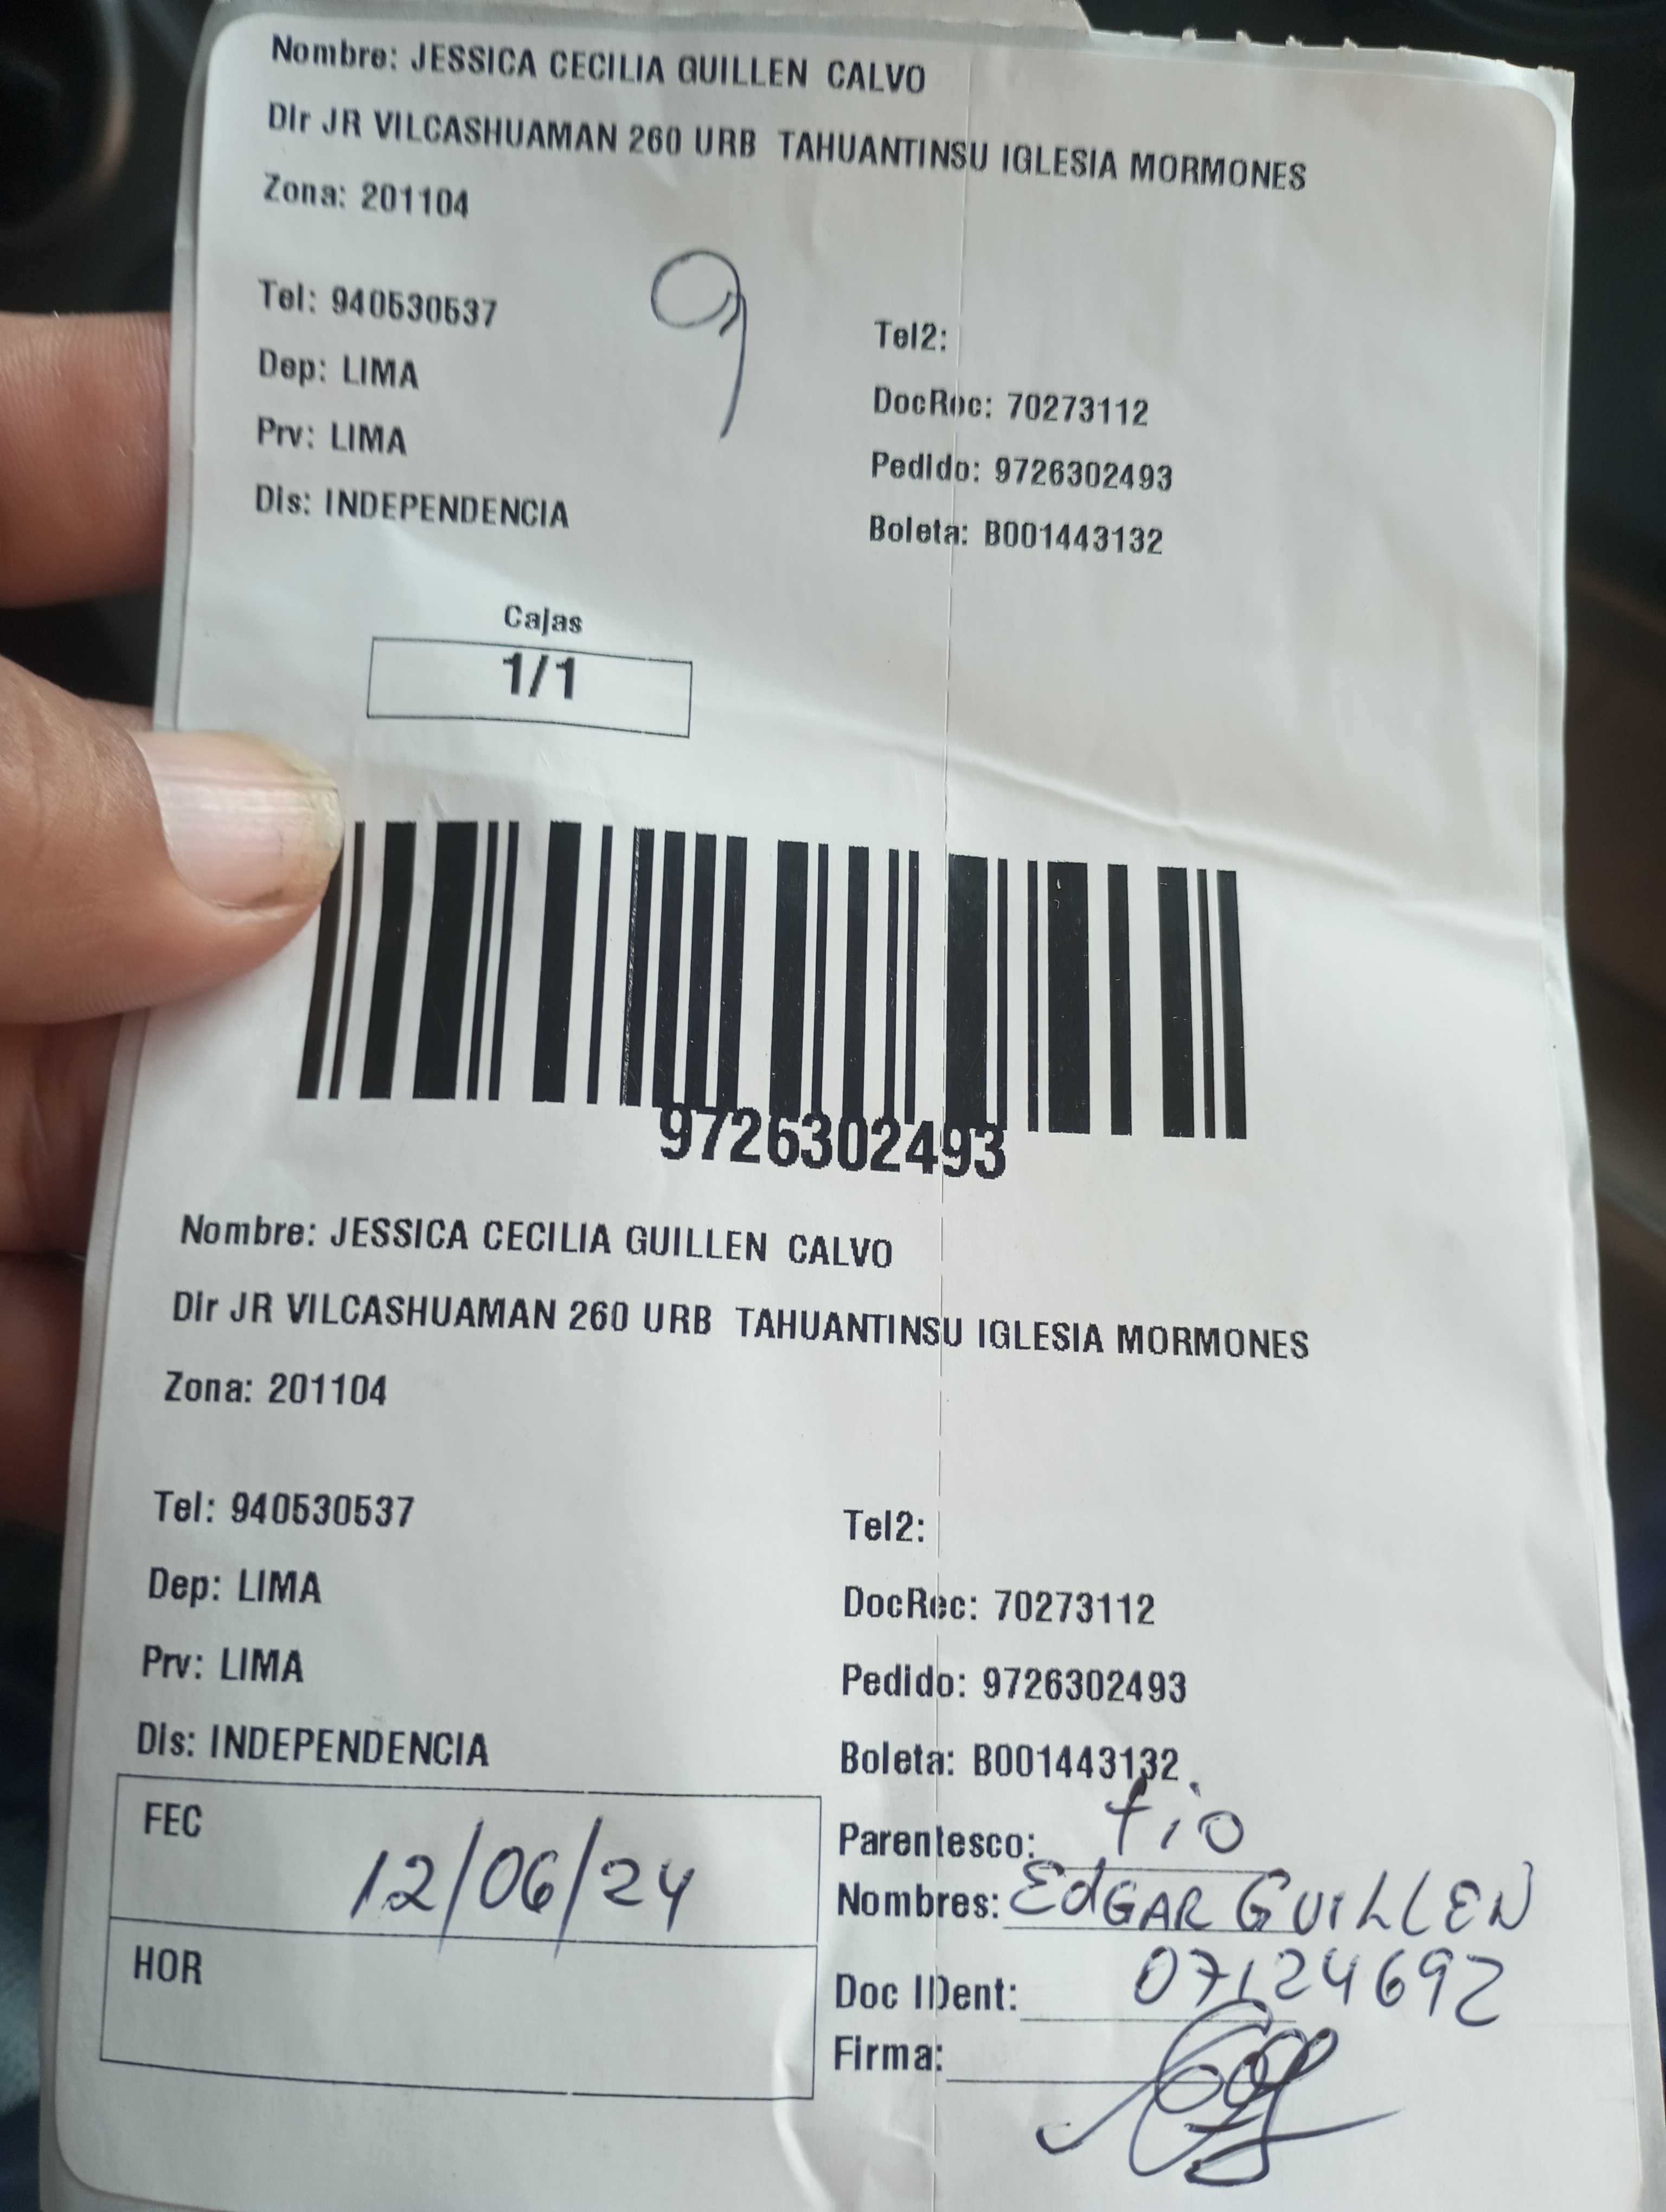 Nombre: JESSICA CECILIA GUILLEN CALVO
Dir JR VILCASHUAMAN 260 URB TAHUANTINSU IGLESIA MORMONES
Zona: 201104
9
Tel: 940530537
Tel2:
Dep: LIMA
DocRec: 70273112
Prv: LIMA
Pedido: 9726302493
Dis: INDEPENDENCIA
Boleta: B001443132
Cajas
1/1
9726302493
Nombre: JESSICA CECILIA GUILLEN CALVO
Dir JR VILCASHUAMAN 260 URB TAHUANTINSU IGLESIA MORMONES
Zona: 201104
Tel: 940530537
Tel2:
Dep: LIMA
DocRec: 70273112
Prv: LIMA
Pedido: 9726302493
Dis: INDEPENDENCIA
Boleta: B001443132
FEC 12/06/24
HOR
Parentesco: tio
Nombres: EdGAR GUILLEN
Doc IDent: 07124692
Firma: